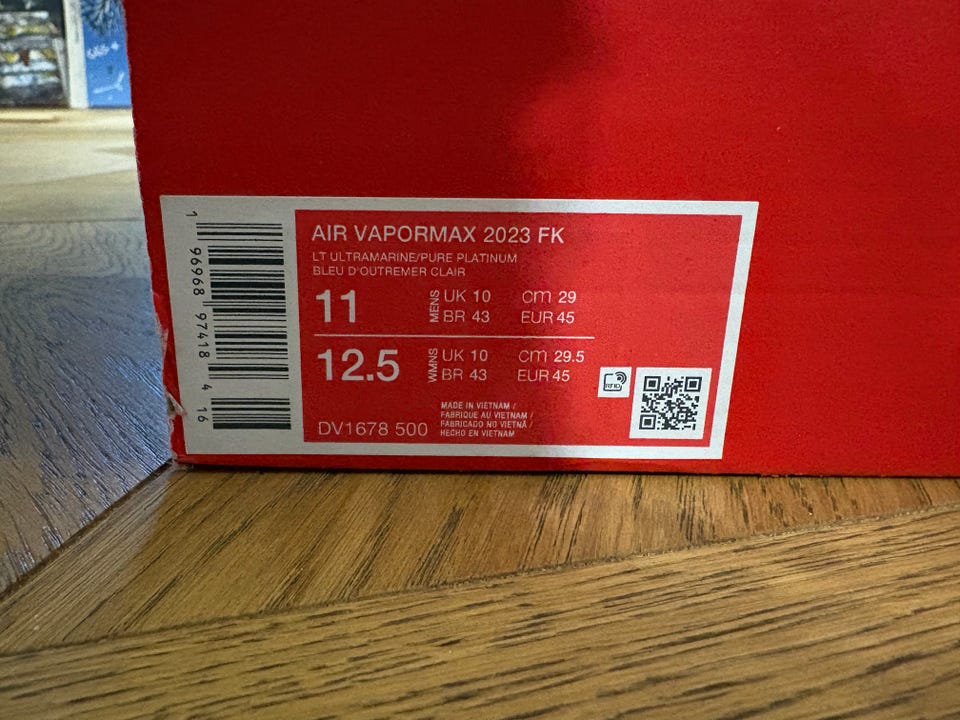 AIR VAPORMAX 2023 FK
LT ULTRAMARINE/PURE PLATINUM
BLEU D'OUTREMER CLAIR
11 MENS UK 10 cm 29
BR 43 EUR 45
12.5 WMNS UK 10 cm 29.5
BR 43 EUR 45
DV1678 500
MADE IN VIETNAM /
FABRIQUE AU VIETNAM /
FABRICADO NO VIETNÃ /
HECHO EN VIETNAM
RFID
1 96968 97418 4 16